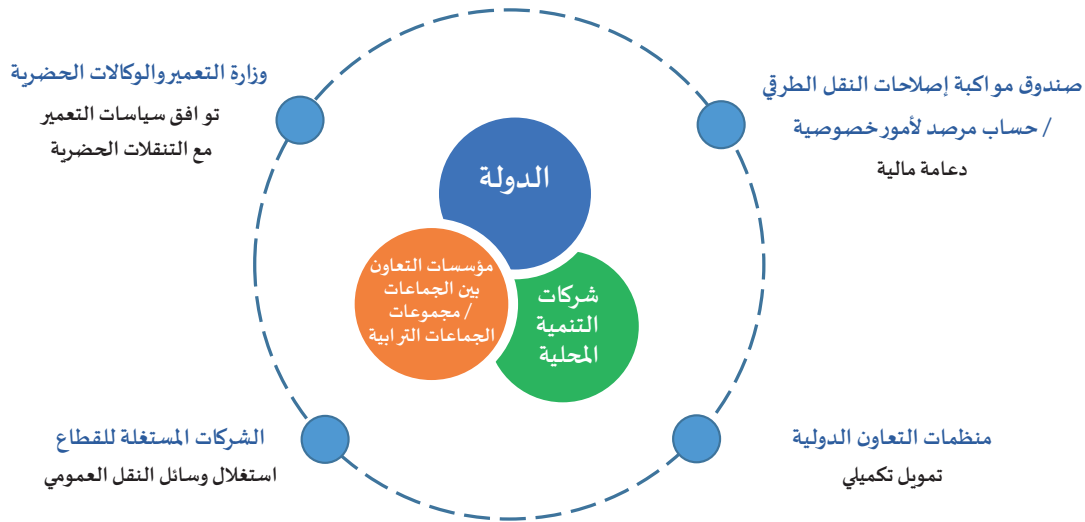 صندوق مواكبة إصلاحات النقل الطرقي
/ حساب مرصد لأمور خصوصية
دعامة مالية
وزارة التعمير والوكالات الحضرية
توافق سياسات التعمير
مع التنقلات الحضرية
الدولة
مؤسسات التعاون
بين الجماعات
/ مجموعات
الجماعات الترابية
شركات
التنمية
المحلية
منظمات التعاون الدولية
تمويل تكميلي
الشركات المستغلة للقطاع
استغلال وسائل النقل العمومي